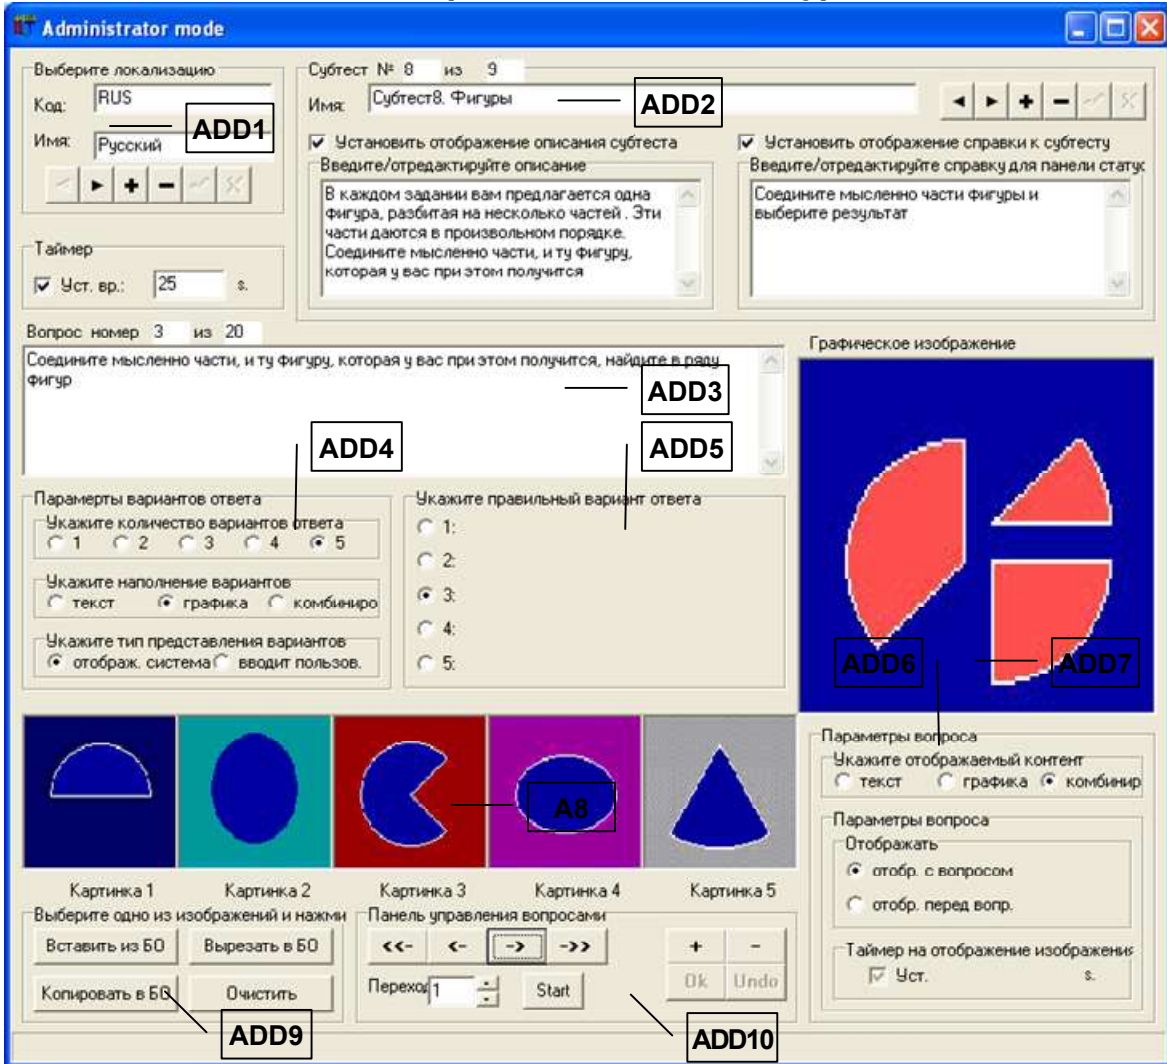 Administrator mode
Выберите локализацию
Код: RUS
Имя: Русский
ADD1
Таймер
Уст. вр.: 25 s.
Субтест № 8 из 9
Имя: Субтест8. Фигуры
ADD2
Установить отображение описания субтеста
Введите/отредактируйте описание
В каждом задании вам предлагается одна
фигура, разбитая на несколько частей . Эти
части даются в произвольном порядке.
Соедините мысленно части, и ту фигуру,
которая у вас при этом получится
Установить отображение справки к субтесту
Введите/отредактируйте справку для панели статус
Соедините мысленно части фигуры и
выберите результат
Вопрос номер 3 из 20
Соедините мысленно части, и ту фигуру, которая у вас при этом получится, найдите в ряду
фигур
ADD3
ADD4
ADD5
Графическое изображение
ADD6
ADD7
Парамерты вариантов ответа
Укажите количество вариантов ответа
1 2 3 4 5
Укажите наполнение вариантов
текст графика комбиниро
Укажите тип представления вариантов
отображ. система вводит пользов.
Укажите правильный вариант ответа
1:
2:
3:
4:
5:
A8
Картинка 1 Картинка 2 Картинка 3 Картинка 4 Картинка 5
Параметры вопроса
Укажите отображаемый контент
текст графика комбинир
Параметры вопроса
Отображать
отобр. с вопросом
отобр. перед вопр.
Таймер на отображение изображения
Уст. s.
Выберите одно из изображений и нажми
Вставить из БО Вырезать в БО
Копировать в БО Очистить
ADD9
Панель управления вопросами
<<- <- -> ->> + -
Переход 1 Start Ok Undo
ADD10